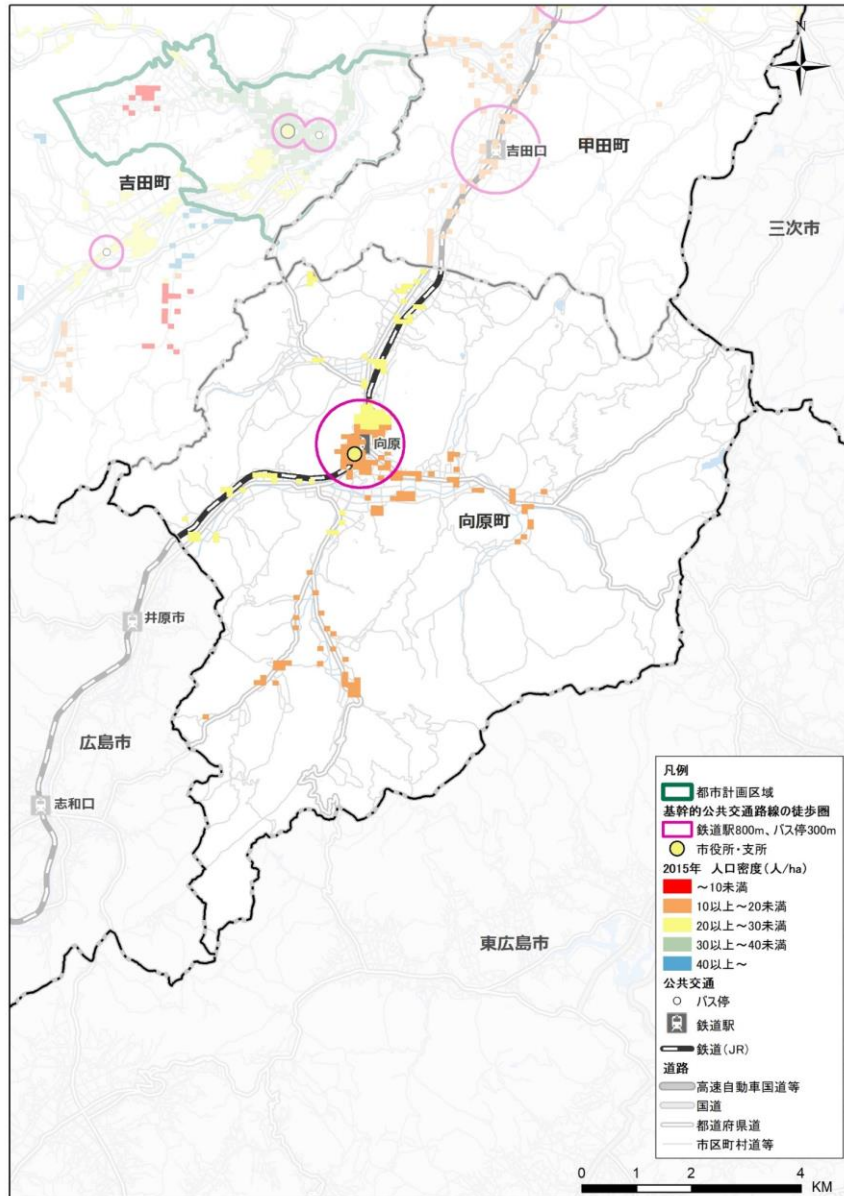 N
吉田口
甲田町
吉田町
三次市
向原
向原町
井原市
広島市
志和口
東広島市
凡例
都市計画区域
基幹的公共交通路線の徒歩圏
鉄道駅800m、バス停300m
市役所・支所
2015年 人口密度(人/ha)
～10未満
10以上～20未満
20以上～30未満
30以上～40未満
40以上～
公共交通
バス停
鉄道駅
鉄道(JR)
道路
高速自動車国道等
国道
都道府県道
市区町村道等
0 1 2 4
KM